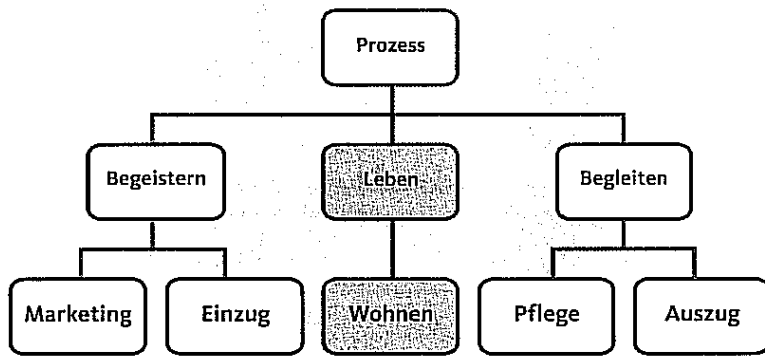 Prozess
Begeistern
Leben
Begleiten
Marketing
Einzug
Wohnen
Pflege
Auszug